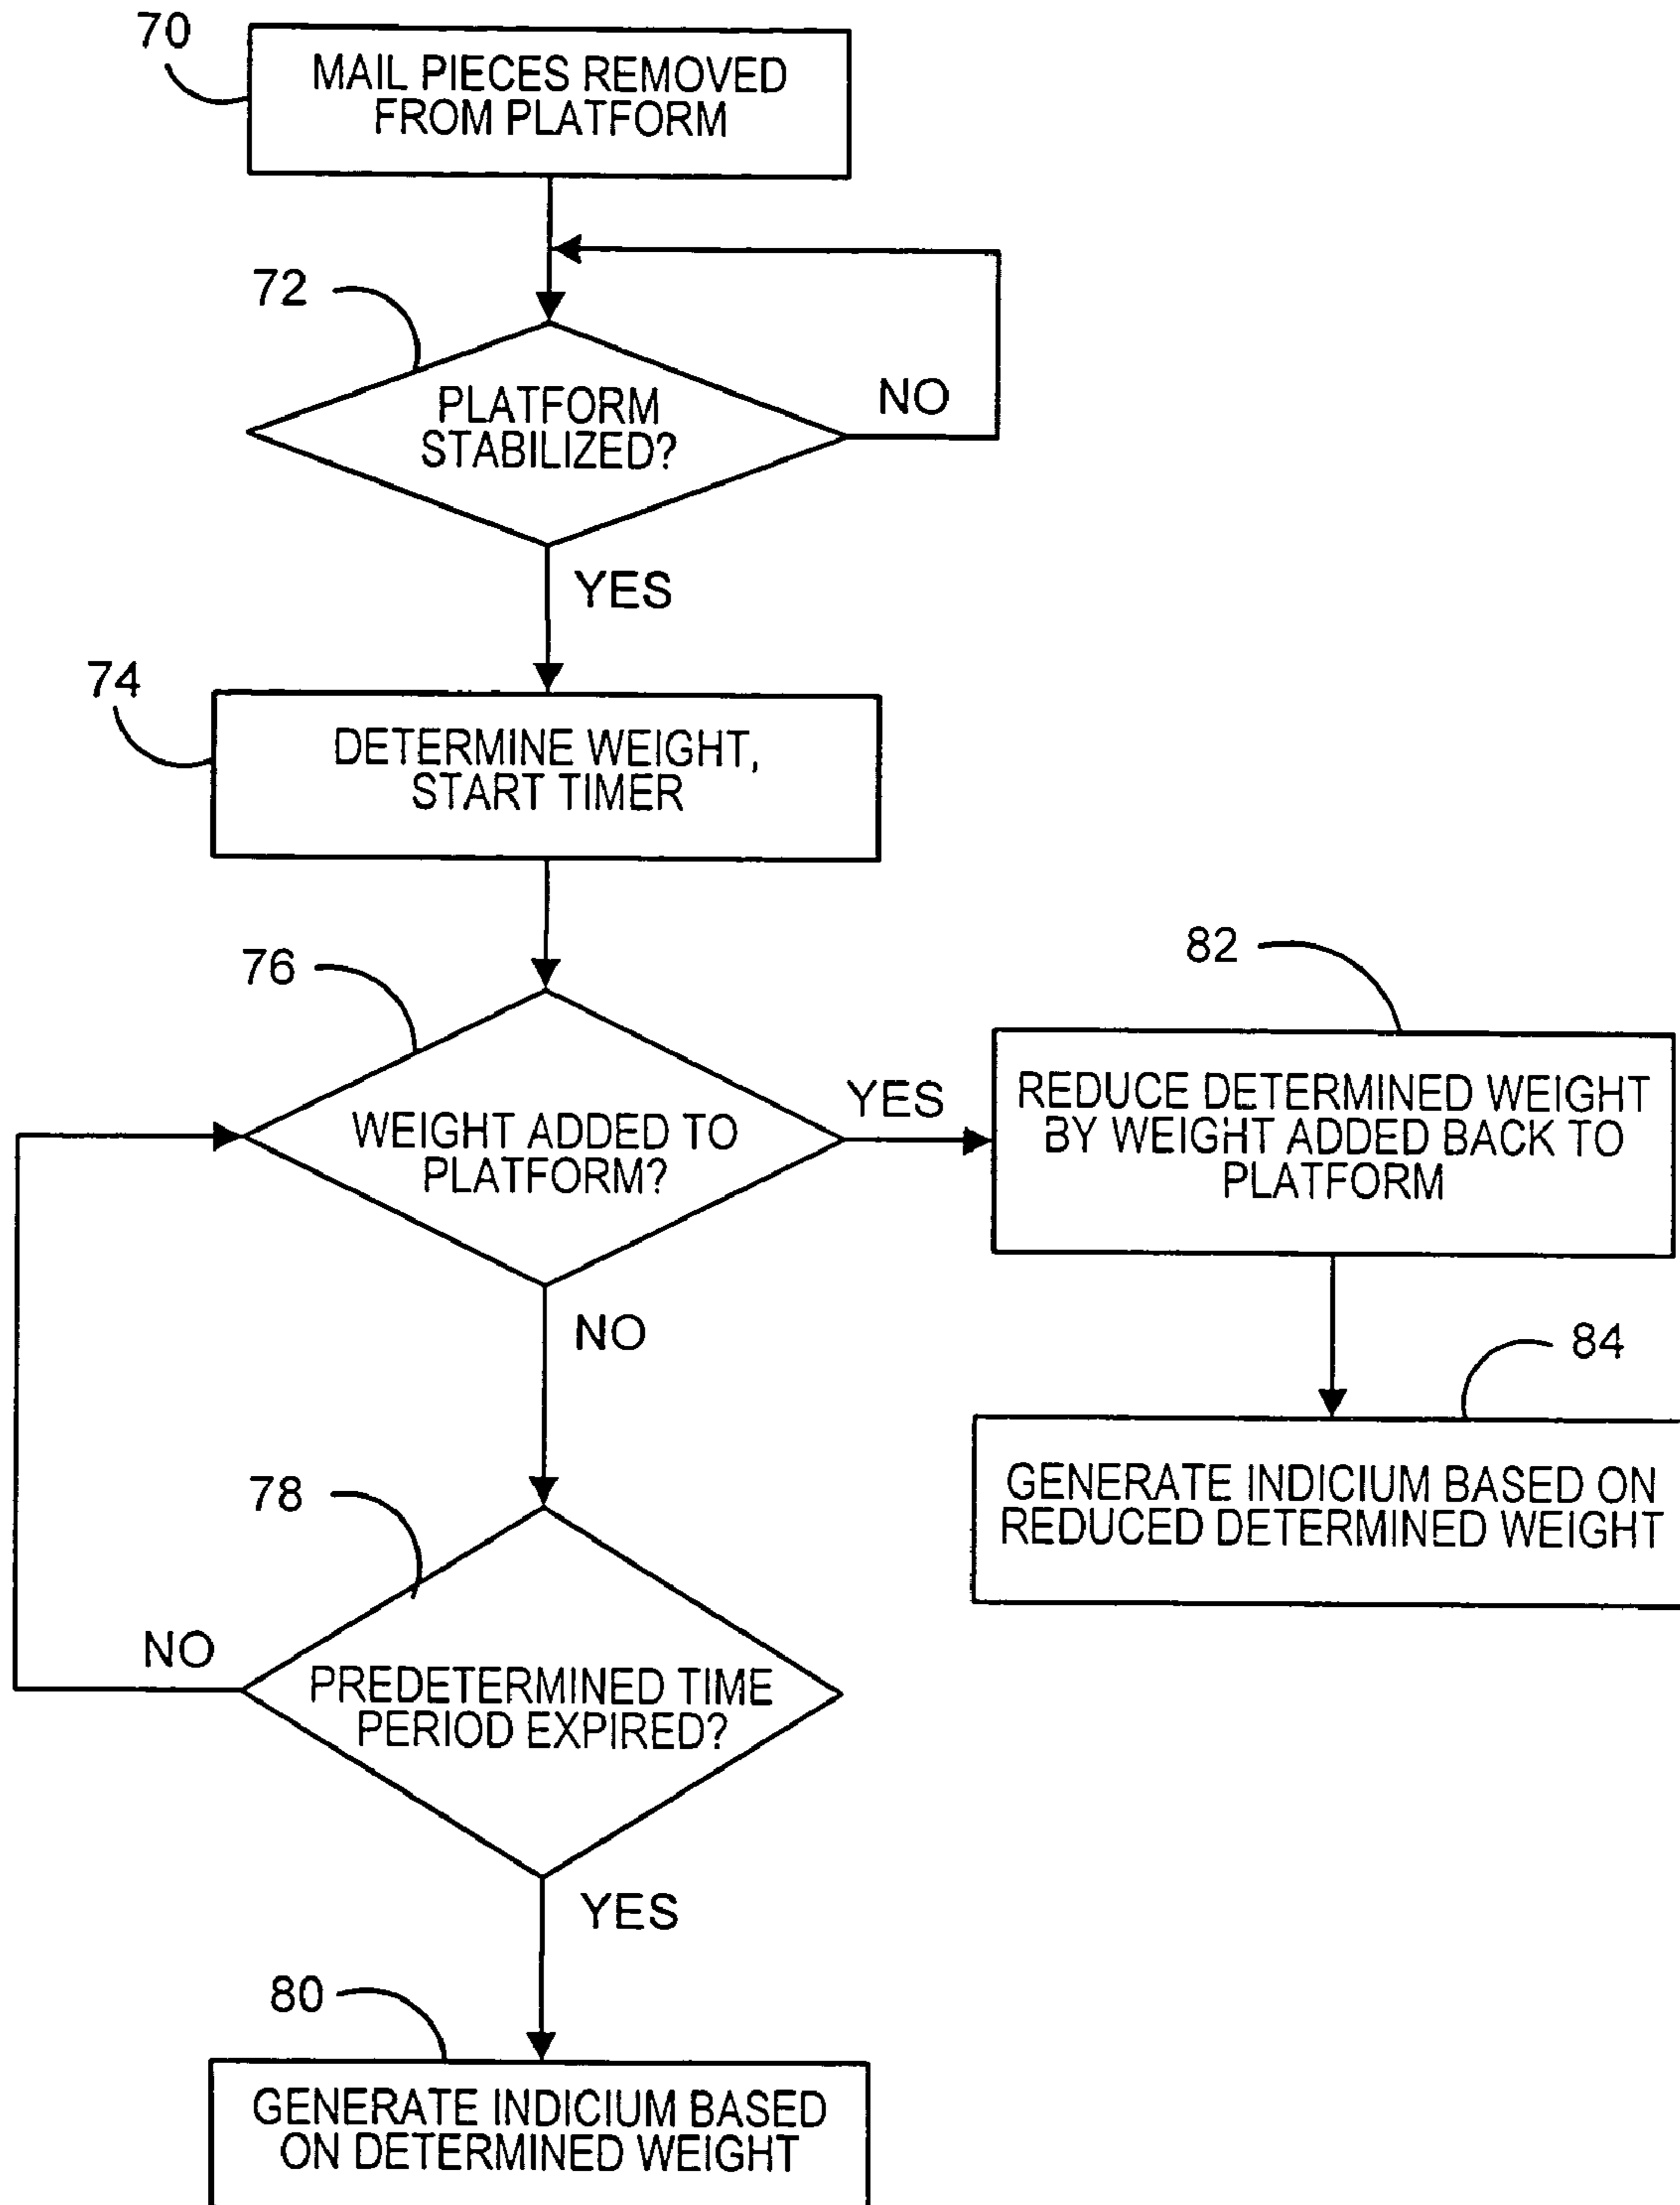 70
MAIL PIECES REMOVED
FROM PLATFORM
72
PLATFORM
STABILIZED?
NO
YES
74
DETERMINE WEIGHT,
START TIMER
76
WEIGHT ADDED TO
PLATFORM?
YES
82
REDUCE DETERMINED WEIGHT
BY WEIGHT ADDED BACK TO
PLATFORM
NO
84
GENERATE INDICIUM BASED ON
REDUCED DETERMINED WEIGHT
78
NO
PREDETERMINED TIME
PERIOD EXPIRED?
YES
80
GENERATE INDICIUM BASED
ON DETERMINED WEIGHT